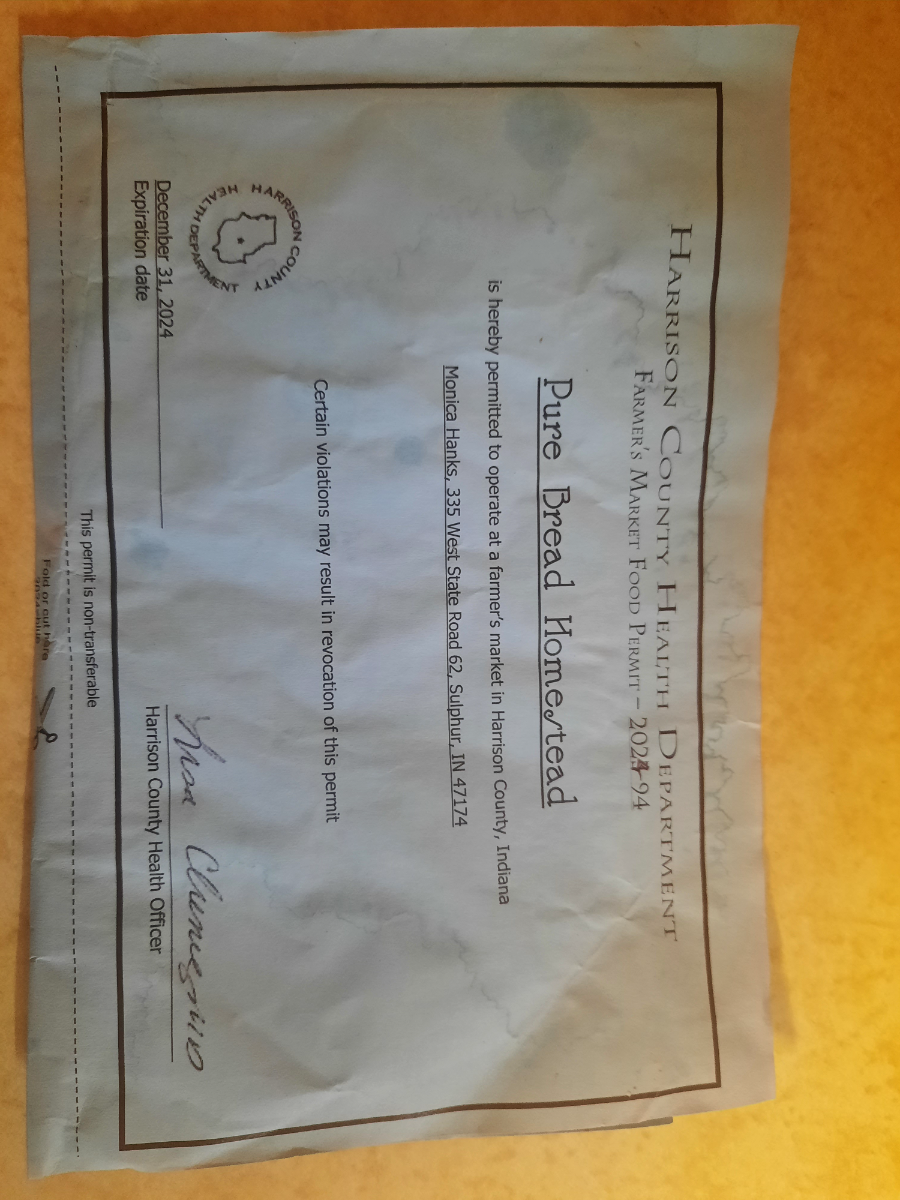 HARRISON COUNTY HEALTH DEPARTMENT
FARMER'S MARKET FOOD PERMIT – 2024-94
Pure Bread Homestead
is hereby permitted to operate at a farmer's market in Harrison County, Indiana
Monica Hanks, 335 West State Road 62, Sulphur, IN 47174
Certain violations may result in revocation of this permit
HARRISON COUNTY
HEALTH DEPARTMENT
December 31, 2024
Expiration date
Harrison County Health Officer
This permit is non-transferable
Fold or cut here